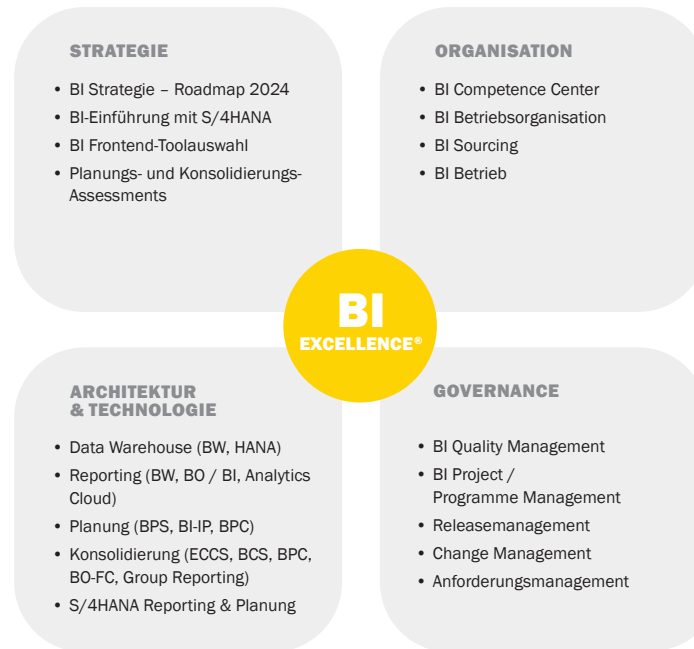 STRATEGIE
• BI Strategie – Roadmap 2024
• BI-Einführung mit S/4HANA
• BI Frontend-Toolauswahl
• Planungs- und Konsolidierungs-
Assessments
ORGANISATION
• BI Competence Center
• BI Betriebsorganisation
• BI Sourcing
• BI Betrieb
BI
EXCELLENCE®
ARCHITEKTUR
& TECHNOLOGIE
• Data Warehouse (BW, HANA)
• Reporting (BW, BO / BI, Analytics
Cloud)
• Planung (BPS, BI-IP, BPC)
• Konsolidierung (ECCS, BCS, BPC,
BO-FC, Group Reporting)
• S/4HANA Reporting & Planung
GOVERNANCE
• BI Quality Management
• BI Project /
Programme Management
• Releasemanagement
• Change Management
• Anforderungsmanagement